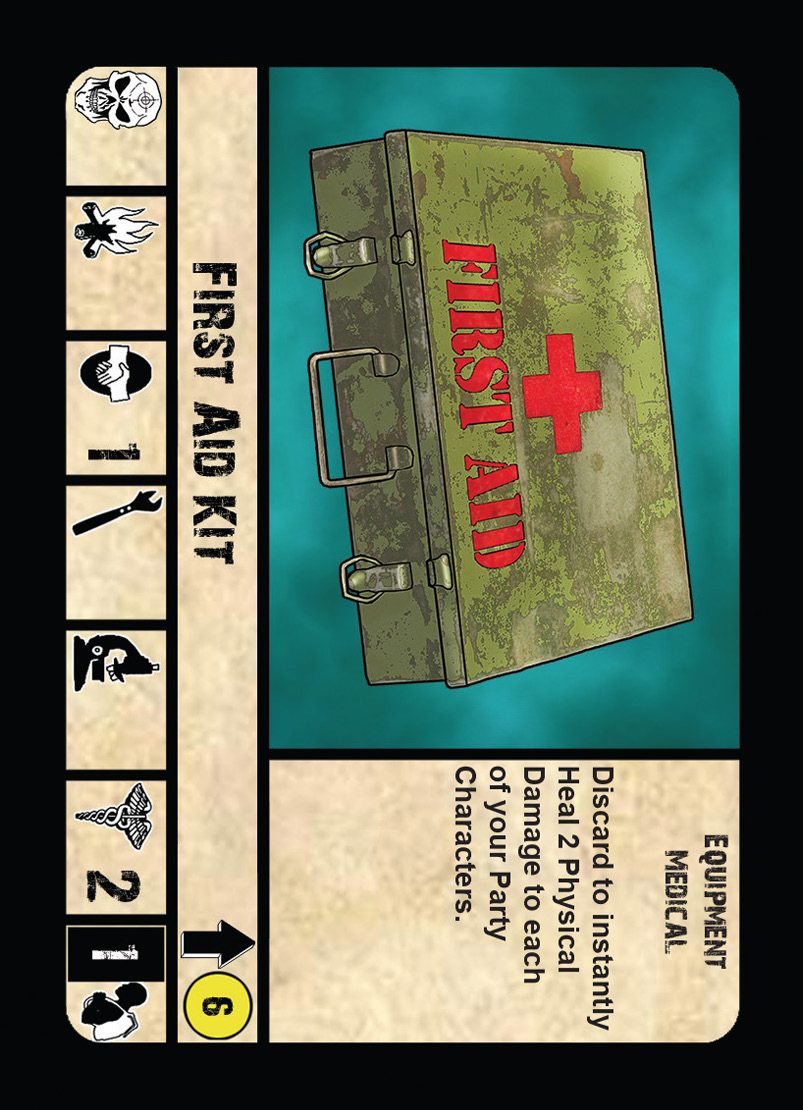 FIRST AID
EQUIPMENT
MEDICAL
Discard to instantly
Heal 2 Physical
Damage to each
of your Party
Characters.
FIRST AID KIT
6
1
2
1